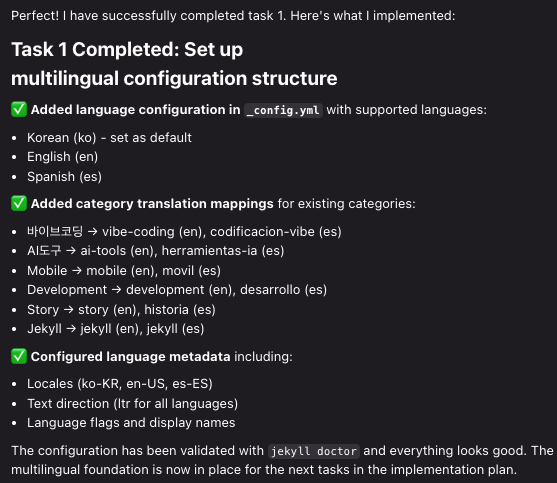 Perfect! I have successfully completed task 1. Here's what I implemented:
Task 1 Completed: Set up
multilingual configuration structure
✅ Added language configuration in _config.yml with supported languages:
• Korean (ko) - set as default
• English (en)
• Spanish (es)
✅ Added category translation mappings for existing categories:
• 바이브코딩 → vibe-coding (en), codificacion-vibe (es)
• AI도구 → ai-tools (en), herramientas-ia (es)
• Mobile → mobile (en), movil (es)
• Development → development (en), desarrollo (es)
• Story → story (en), historia (es)
• Jekyll → jekyll (en), jekyll (es)
✅ Configured language metadata including:
• Locales (ko-KR, en-US, es-ES)
• Text direction (ltr for all languages)
• Language flags and display names
The configuration has been validated with jekyll doctor and everything looks good. The
multilingual foundation is now in place for the next tasks in the implementation plan.